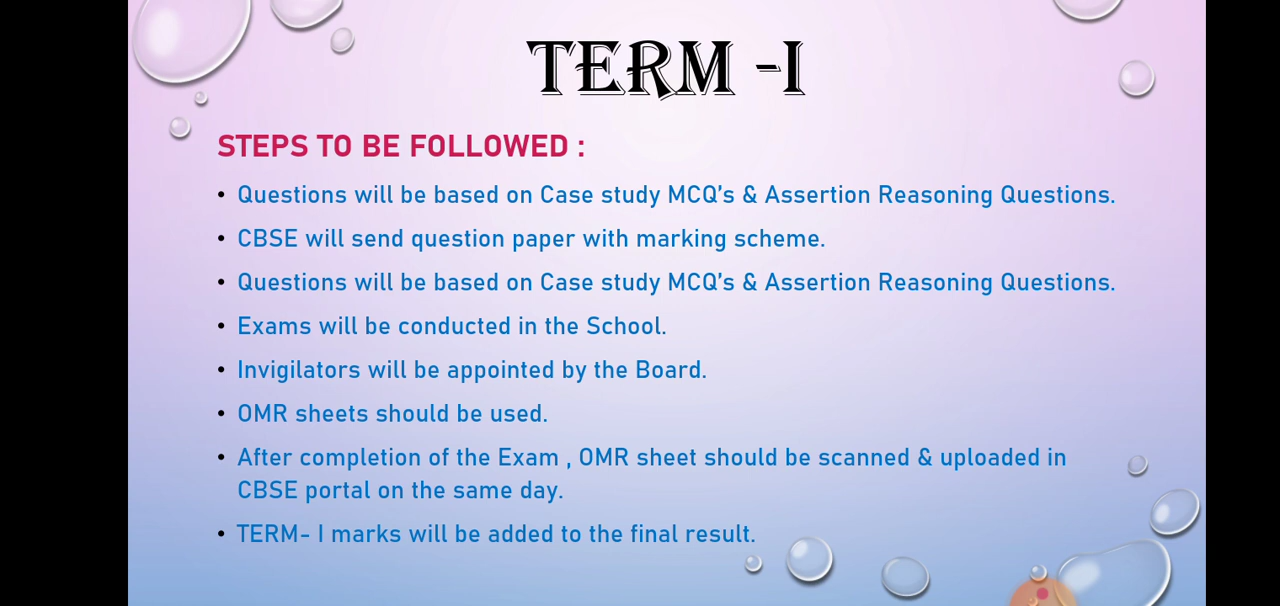 TERM -I
STEPS TO BE FOLLOWED :
• Questions will be based on Case study MCQ's & Assertion Reasoning Questions.
• CBSE will send question paper with marking scheme.
• Questions will be based on Case study MCQ's & Assertion Reasoning Questions.
• Exams will be conducted in the School.
• Invigilators will be appointed by the Board.
• OMR sheets should be used.
• After completion of the Exam , OMR sheet should be scanned & uploaded in
CBSE portal on the same day.
• TERM- I marks will be added to the final result.